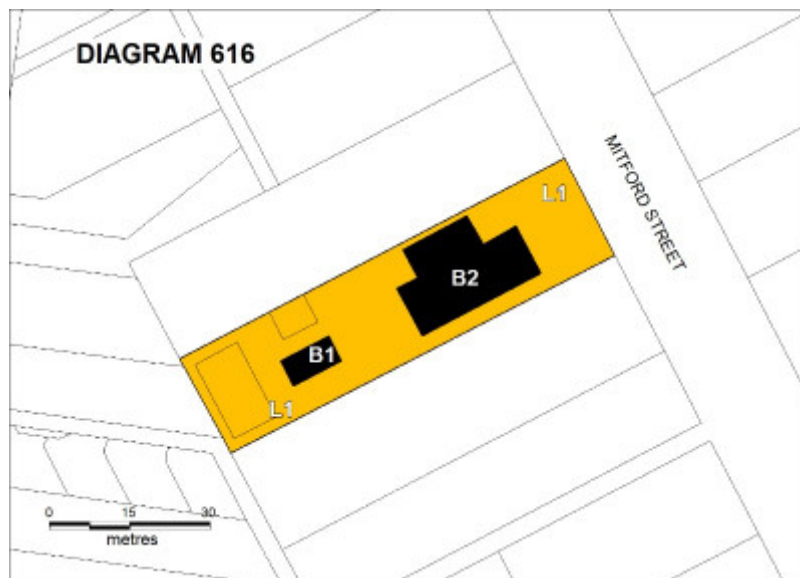 DIAGRAM 616
MITFORD STREET
L1
B2
B1
L1
0 15 30
metres